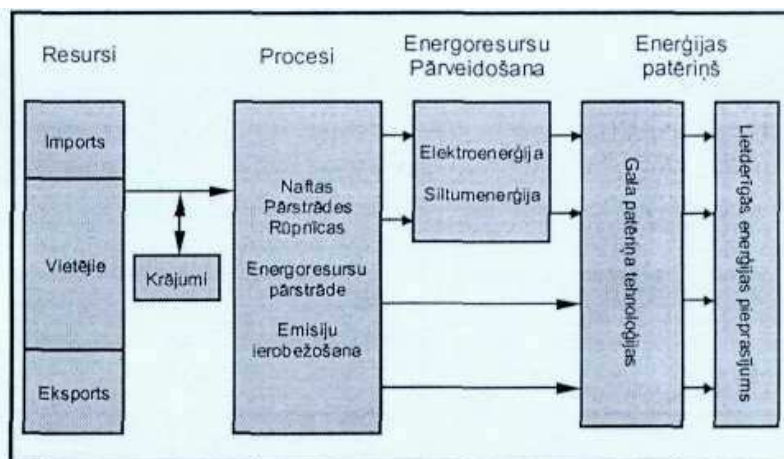 Resursi
Procesi
Energoresursu
Pārveidošana
Enerģijas
patēriņš
Imports
Vietējie
Eksports
Krājumi
Naftas
Pārstrādes
Rūpnīcas
Energoresursu
pārstrāde
Emisiju
ierobežošana
Elektroenerģija
Siltumenerģija
Gala patēriņa tehnoloģijas
Lietderīgās enerģijas pieprasījums